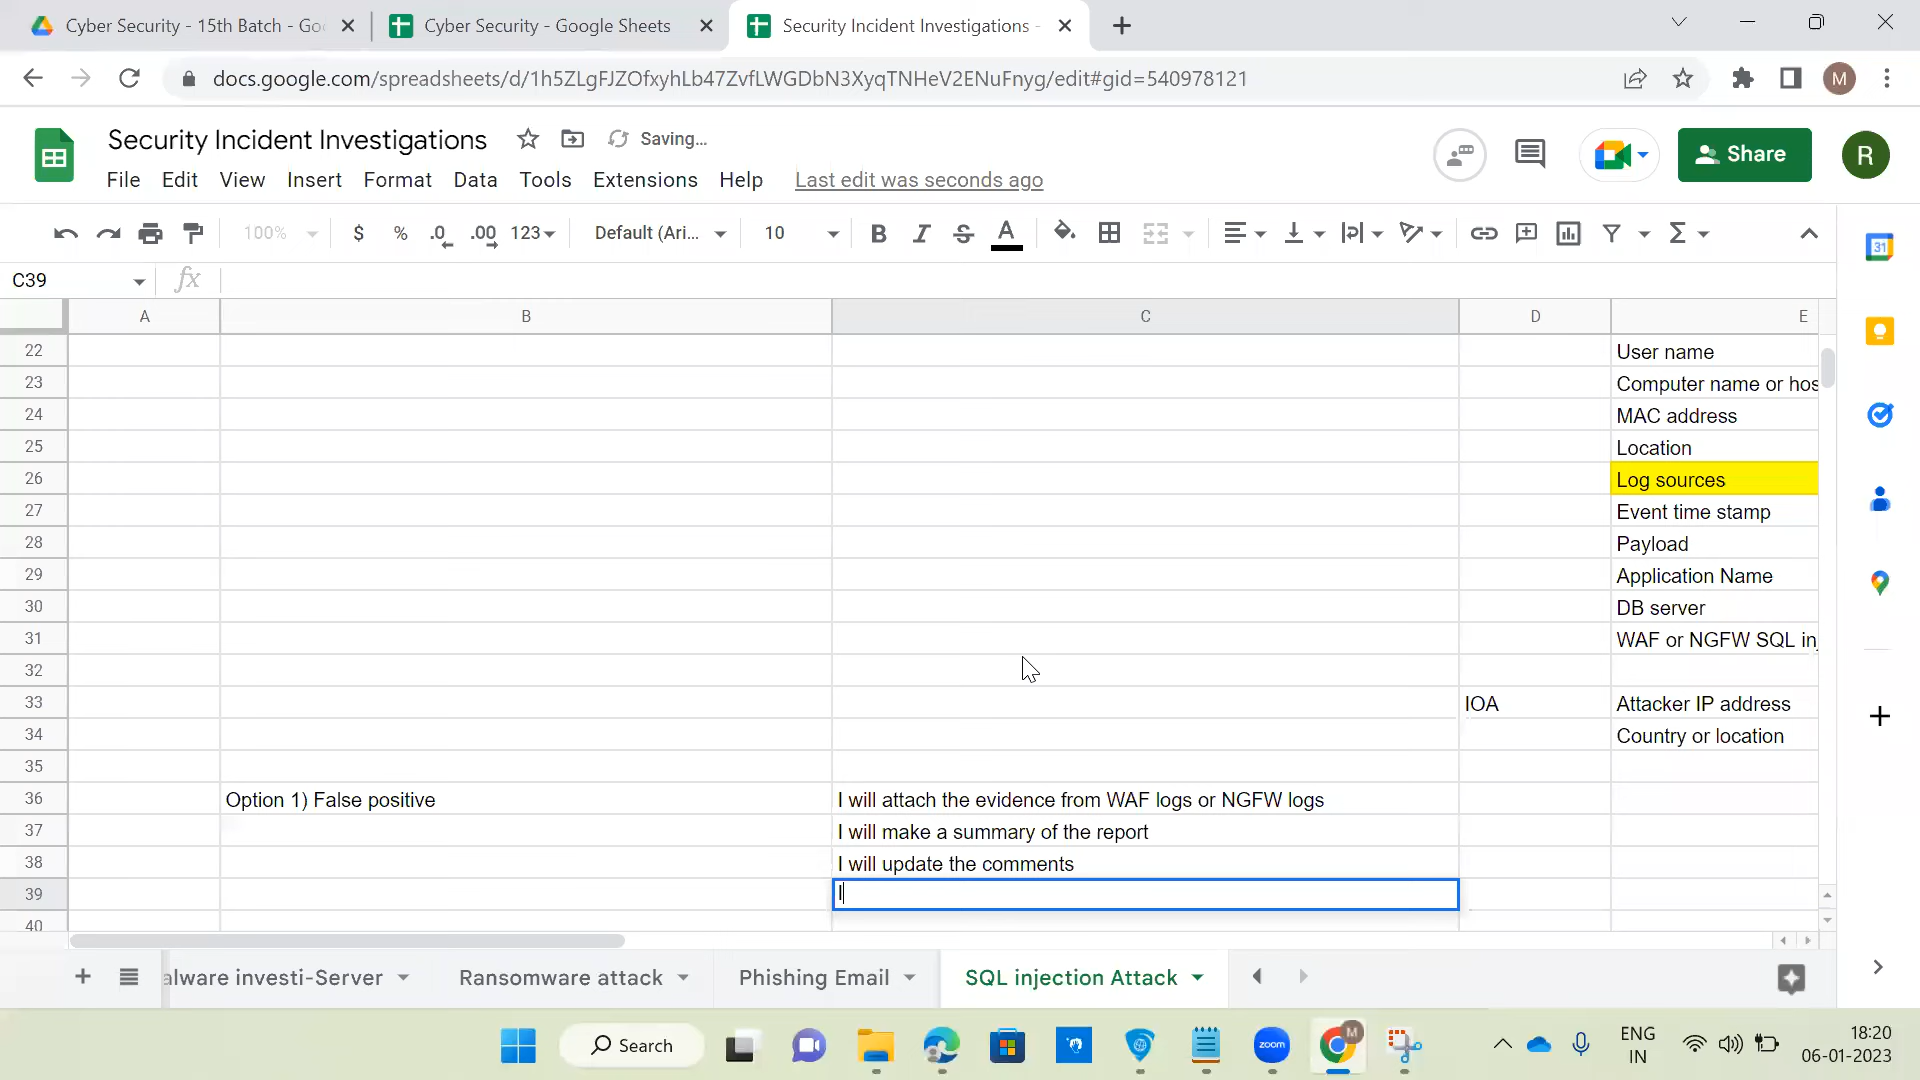 Cyber Security - 15th Batch - Go
Cyber Security - Google Sheets
Security Incident Investigations -
docs.google.com/spreadsheets/d/1h5ZLgFJZOfxyhLb47ZvfLWGDbN3XyqTNHeV2ENuFnyg/edit#gid=540978121
M
Security Incident Investigations
Saving...
Share
R
File Edit View Insert Format Data Tools Extensions Help Last edit was seconds ago
100% $ % .0 .00 123 Default (Ari... 10 B I S A
31
C39 fx
A B C D E
22 User name
23 Computer name or hos
24 MAC address
25 Location
26 Log sources
27 Event time stamp
28 Payload
29 Application Name
30 DB server
31 WAF or NGFW SQL in
32
33 IOA Attacker IP address
34 Country or location
35
36 Option 1) False positive I will attach the evidence from WAF logs or NGFW logs
37 I will make a summary of the report
38 I will update the comments
39 I
40
alware investi-Server Ransomware attack Phishing Email SQL injection Attack
Search
zoom
M
ENG
IN
18:20
06-01-2023